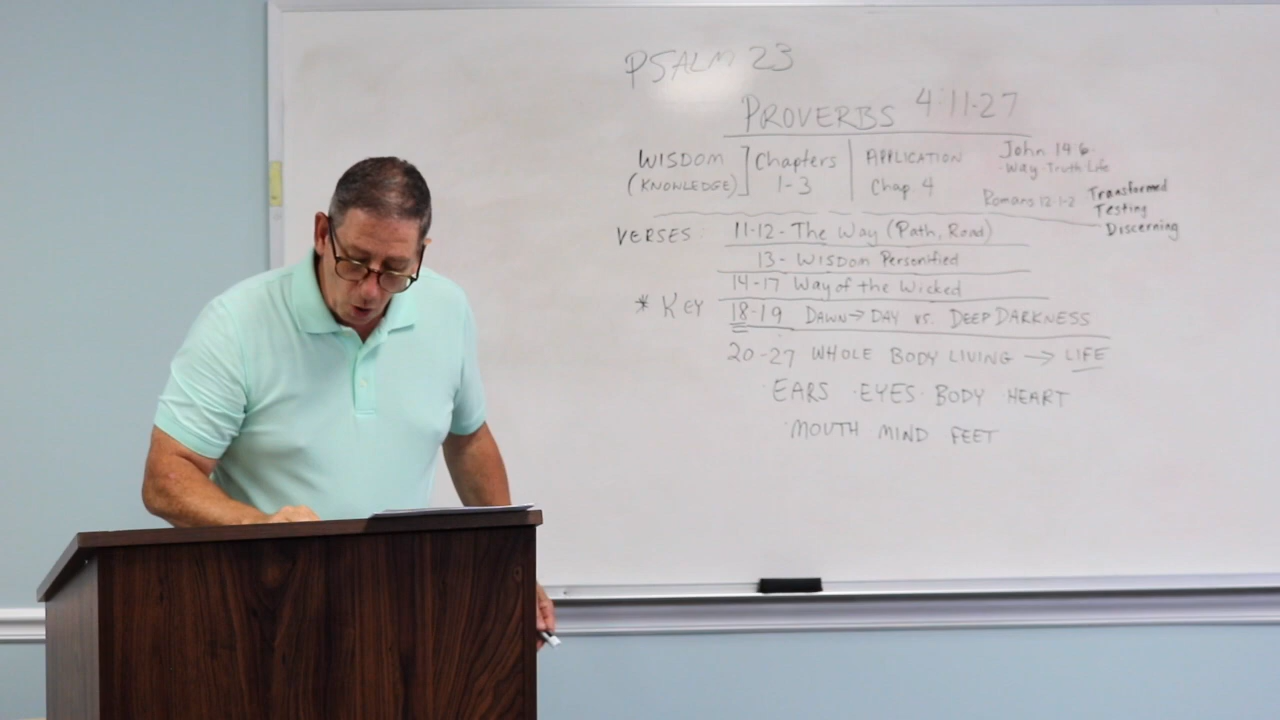 PSALM 23
PROVERBS 4:11-27
WISDOM ] Chapters | APPLICATION
(KNOWLEDGE) 1-3 | Chap. 4
John 14:6
·Way·Truth·Life
Romans 12:1-2 Transformed
Testing
Discerning
VERSES: 11-12 - The Way (Path, Road)
13 - WISDOM Personified
14-17 Way of the Wicked
* KEY 18-19 DAWN → DAY vs. DEEP DARKNESS
20-27 WHOLE BODY LIVING → LIFE
·EARS ·EYES· BODY ·HEART
·MOUTH MIND FEET